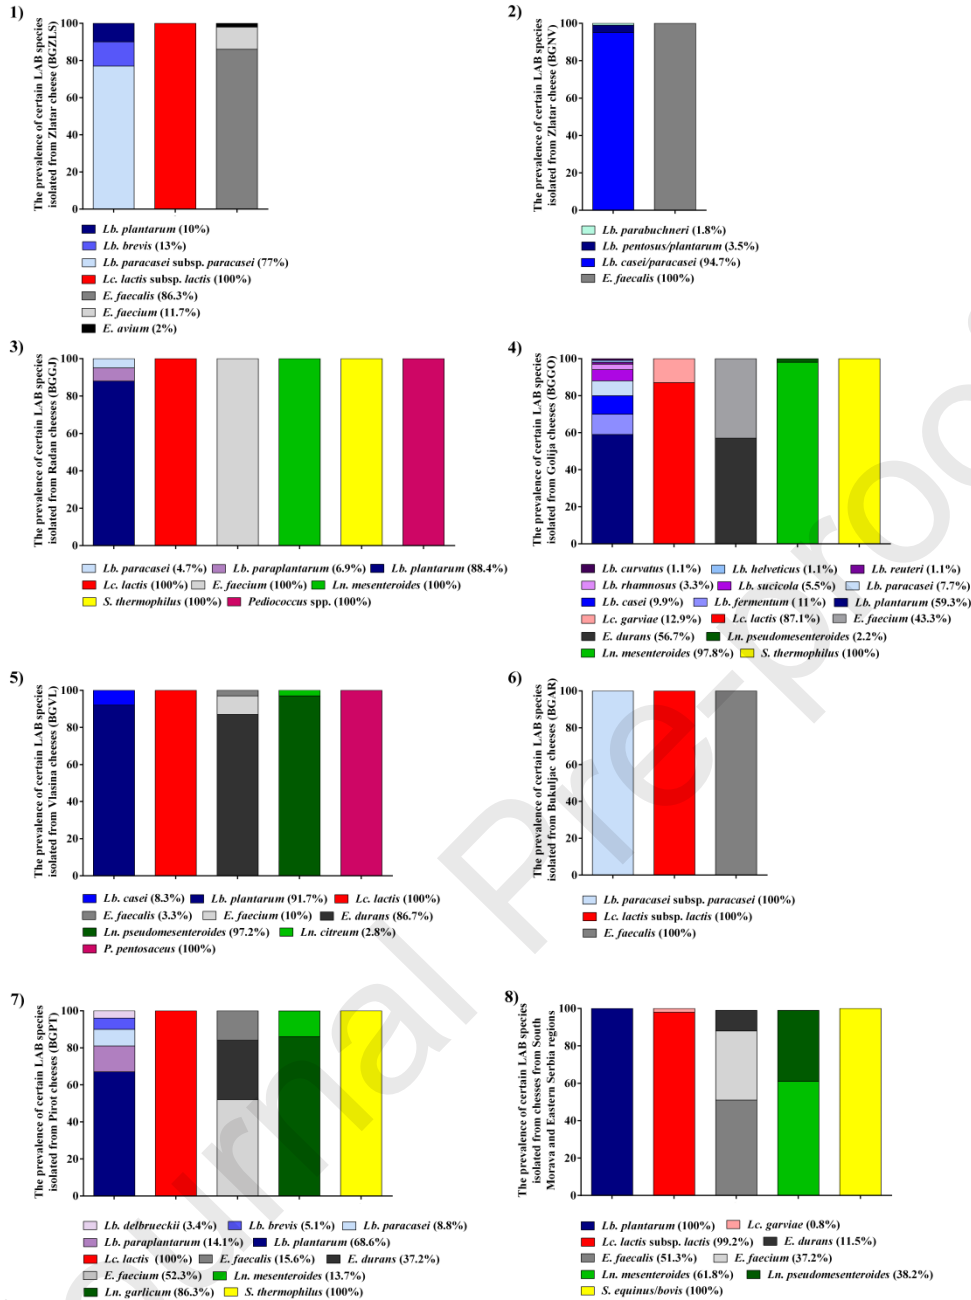 1)
The prevalence of certain LAB species
isolated from Zlatar cheese (BGZLS)
100
80
60
40
20
0
Lb. plantarum (10%)
Lb. brevis (13%)
Lb. paracasei subsp. paracasei (77%)
Lc. lactis subsp. lactis (100%)
E. faecalis (86.3%)
E. faecium (11.7%)
E. avium (2%)
2)
The prevalence of certain LAB species
isolated from Zlatar cheese (BGNV)
100
80
60
40
20
0
Lb. parabuchneri (1.8%)
Lb. pentosus/plantarum (3.5%)
Lb. casei/paracasei (94.7%)
E. faecalis (100%)
3)
The prevalence of certain LAB species
isolated from Radan cheeses (BGGJ)
100
80
60
40
20
0
Lb. paracasei (4.7%) Lb. paraplantarum (6.9%) Lb. plantarum (88.4%)
Lc. lactis (100%) E. faecium (100%) Ln. mesenteroides (100%)
S. thermophilus (100%) Pediococcus spp. (100%)
4)
The prevalence of certain LAB species
isolated from Golija cheeses (BGGO)
100
80
60
40
20
0
Lb. curvatus (1.1%) Lb. helveticus (1.1%) Lb. reuteri (1.1%)
Lb. rhamnosus (3.3%) Lb. sucicola (5.5%) Lb. paracasei (7.7%)
Lb. casei (9.9%) Lb. fermentum (11%) Lb. plantarum (59.3%)
Lc. garviae (12.9%) Lc. lactis (87.1%) E. faecium (43.3%)
E. durans (56.7%) Ln. pseudomesenteroides (2.2%)
Ln. mesenteroides (97.8%) S. thermophilus (100%)
5)
The prevalence of certain LAB species
isolated from Vlasina cheeses (BGVL)
100
80
60
40
20
0
Lb. casei (8.3%) Lb. plantarum (91.7%) Lc. lactis (100%)
E. faecalis (3.3%) E. faecium (10%) E. durans (86.7%)
Ln. pseudomesenteroides (97.2%) Ln. citreum (2.8%)
P. pentosaceus (100%)
6)
The prevalence of certain LAB species
isolated from Bukuljac cheeses (BGAR)
100
80
60
40
20
0
Lb. paracasei subsp. paracasei (100%)
Lc. lactis subsp. lactis (100%)
E. faecalis (100%)
7)
The prevalence of certain LAB species
isolated from Pirot cheeses (BGPT)
100
80
60
40
20
0
Lb. delbrueckii (3.4%) Lb. brevis (5.1%) Lb. paracasei (8.8%)
Lb. paraplantarum (14.1%) Lb. plantarum (68.6%)
Lc. lactis (100%) E. faecalis (15.6%) E. durans (37.2%)
E. faecium (52.3%) Ln. mesenteroides (13.7%)
Ln. garlicum (86.3%) S. thermophilus (100%)
8)
The prevalence of certain LAB species
isolated from chesses from South
Morava and Eastern Serbia regions
100
80
60
40
20
0
Lb. plantarum (100%) Lc. garviae (0.8%)
Lc. lactis subsp. lactis (99.2%) E. durans (11.5%)
E. faecalis (51.3%) E. faecium (37.2%)
Ln. mesenteroides (61.8%) Ln. pseudomesenteroides (38.2%)
S. equinus/bovis (100%)
urnal Pre-proo